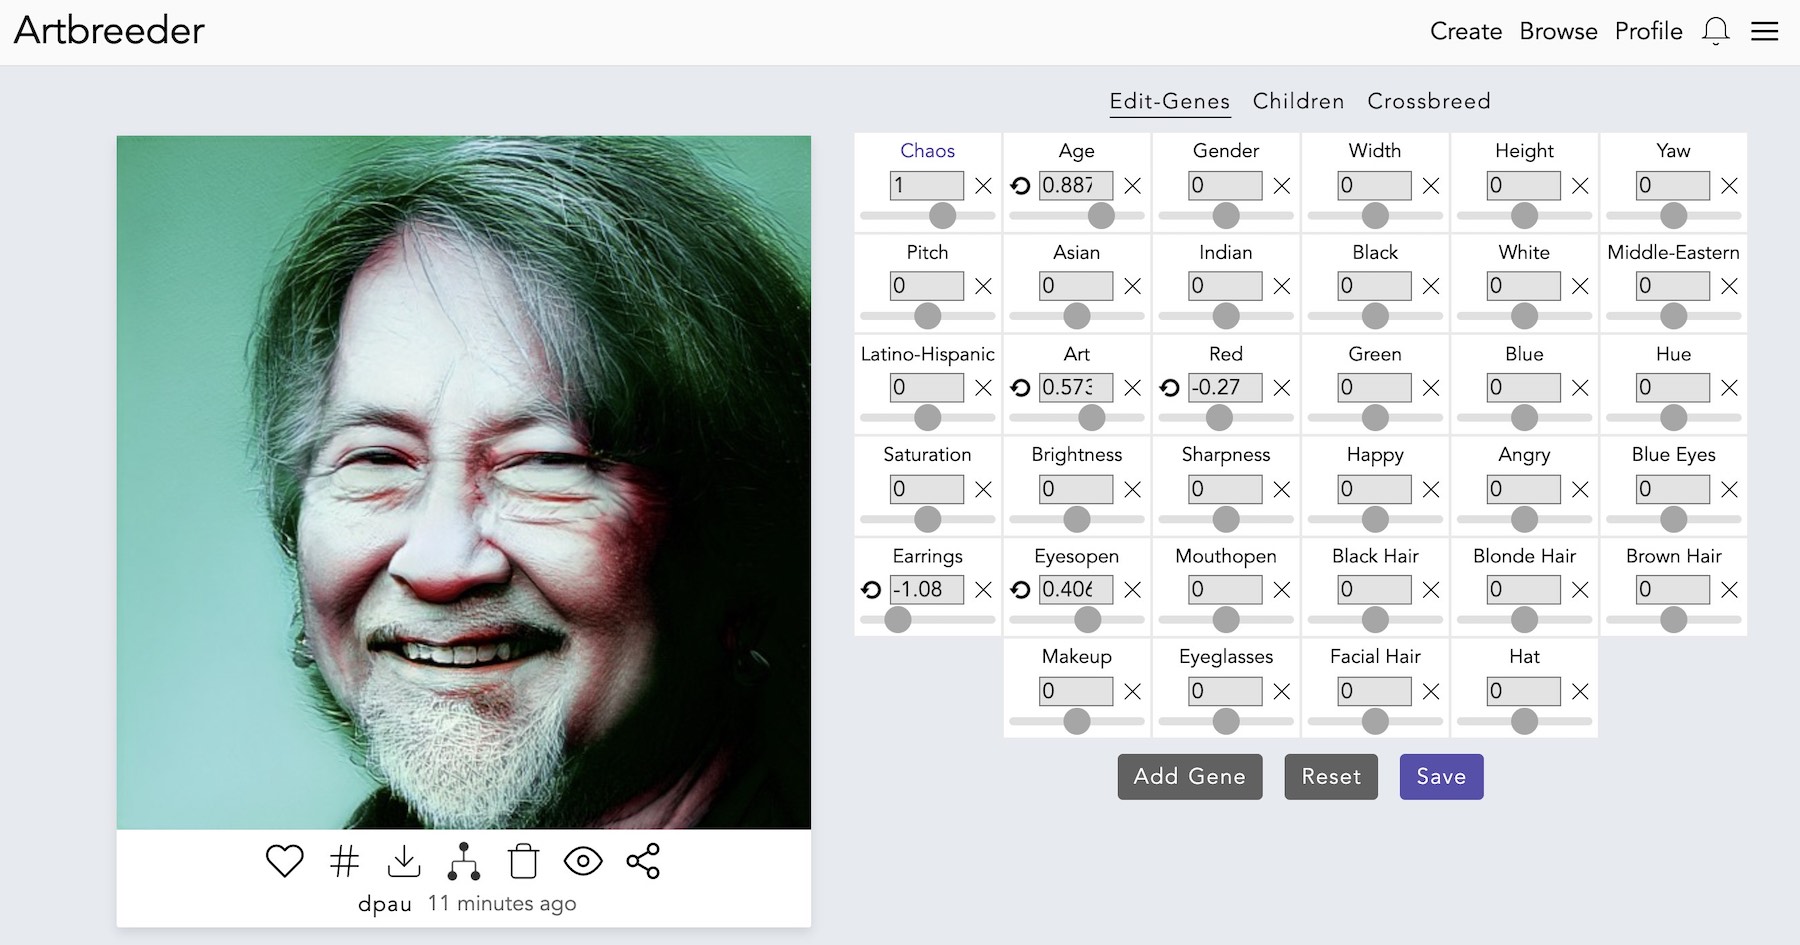 Artbreeder
Create Browse Profile
Edit-Genes Children Crossbreed
Chaos Age Gender Width Height Yaw
1 0.887 0 0 0 0
Pitch Asian Indian Black White Middle-Eastern
0 0 0 0 0 0
Latino-Hispanic Art Red Green Blue Hue
0 0.573 -0.27 0 0 0
Saturation Brightness Sharpness Happy Angry Blue Eyes
0 0 0 0 0 0
Earrings Eyesopen Mouthopen Black Hair Blonde Hair Brown Hair
-1.08 0.406 0 0 0 0
Makeup Eyeglasses Facial Hair Hat
0 0 0 0
Add Gene Reset Save
dpau 11 minutes ago